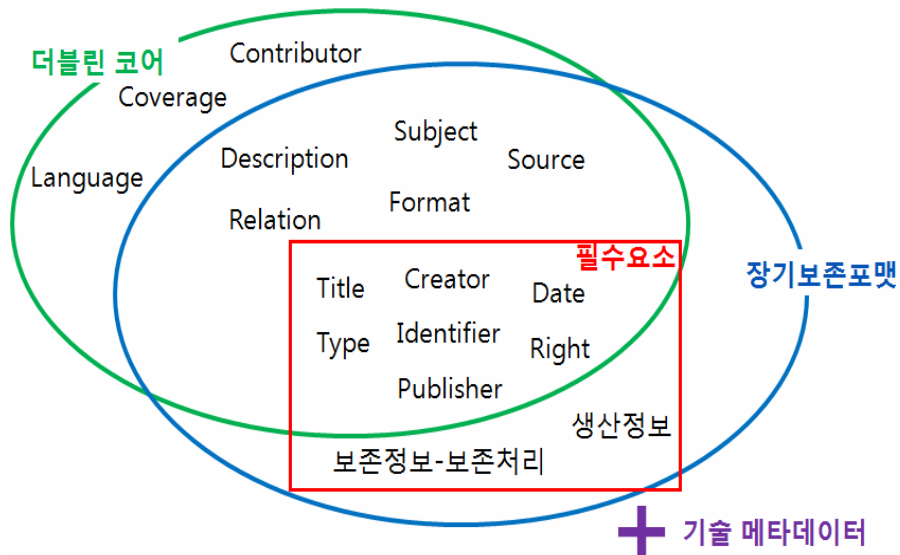 Contributor
더블린 코어
Coverage
Subject
Description
Source
Language
Format
Relation
필수요소
장기보존포맷
Title
Creator
Date
Type
Identifier
Right
Publisher
생산정보
보존정보-보존처리
+ 기술 메타데이터